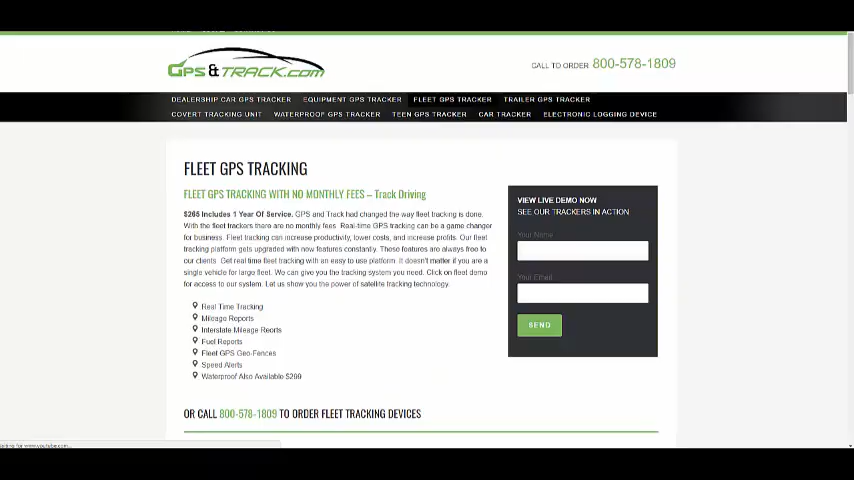 GPS & TRACK.COM
CALL TO ORDER 800-578-1809
DEALERSHIP CAR GPS TRACKER EQUIPMENT GPS TRACKER FLEET GPS TRACKER TRAILER GPS TRACKER
COVERT TRACKING UNIT WATERPROOF GPS TRACKER TEEN GPS TRACKER CAR TRACKER ELECTRONIC LOGGING DEVICE
FLEET GPS TRACKING
FLEET GPS TRACKING WITH NO MONTHLY FEES – Track Driving
$265 Includes 1 Year Of Service. GPS and Track had changed the way fleet tracking is done.
With the fleet trackers there are no monthly fees. Real-time GPS tracking can be a game changer
for business. Fleet tracking can increase productivity, lower costs, and increase profits. Our fleet
tracking platform gets upgraded with new features constantly. These features are always free to
our clients. Get real time fleet tracking with an easy to use platform. It doesn't matter if you are a
single vehicle for large fleet. We can give you the tracking system you need. Click on fleet demo
for access to our system. Let us show you the power of satellite tracking technology.
Real Time Tracking
Mileage Reports
Interstate Mileage Reorts
Fuel Reports
Fleet GPS Geo-Fences
Speed Alerts
Waterproof Also Available $299
OR CALL 800-578-1809 TO ORDER FLEET TRACKING DEVICES
VIEW LIVE DEMO NOW
SEE OUR TRACKERS IN ACTION
Your Name
Your Email
SEND
waiting for www.youtube.com...